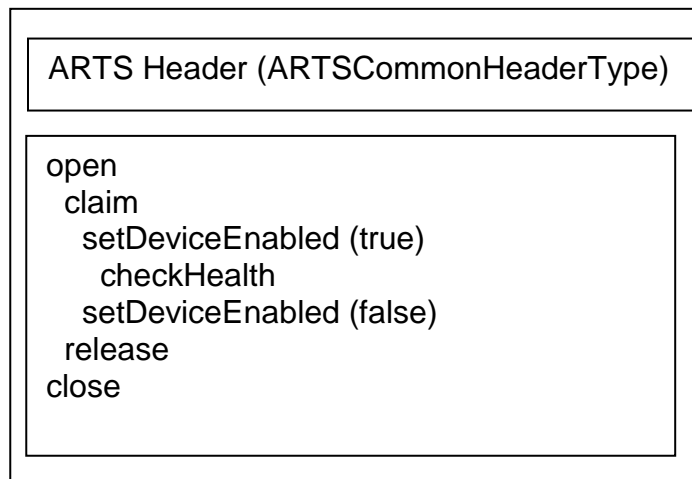 ARTS Header (ARTSCommonHeaderType)
open
claim
setDeviceEnabled (true)
checkHealth
setDeviceEnabled (false)
release
close